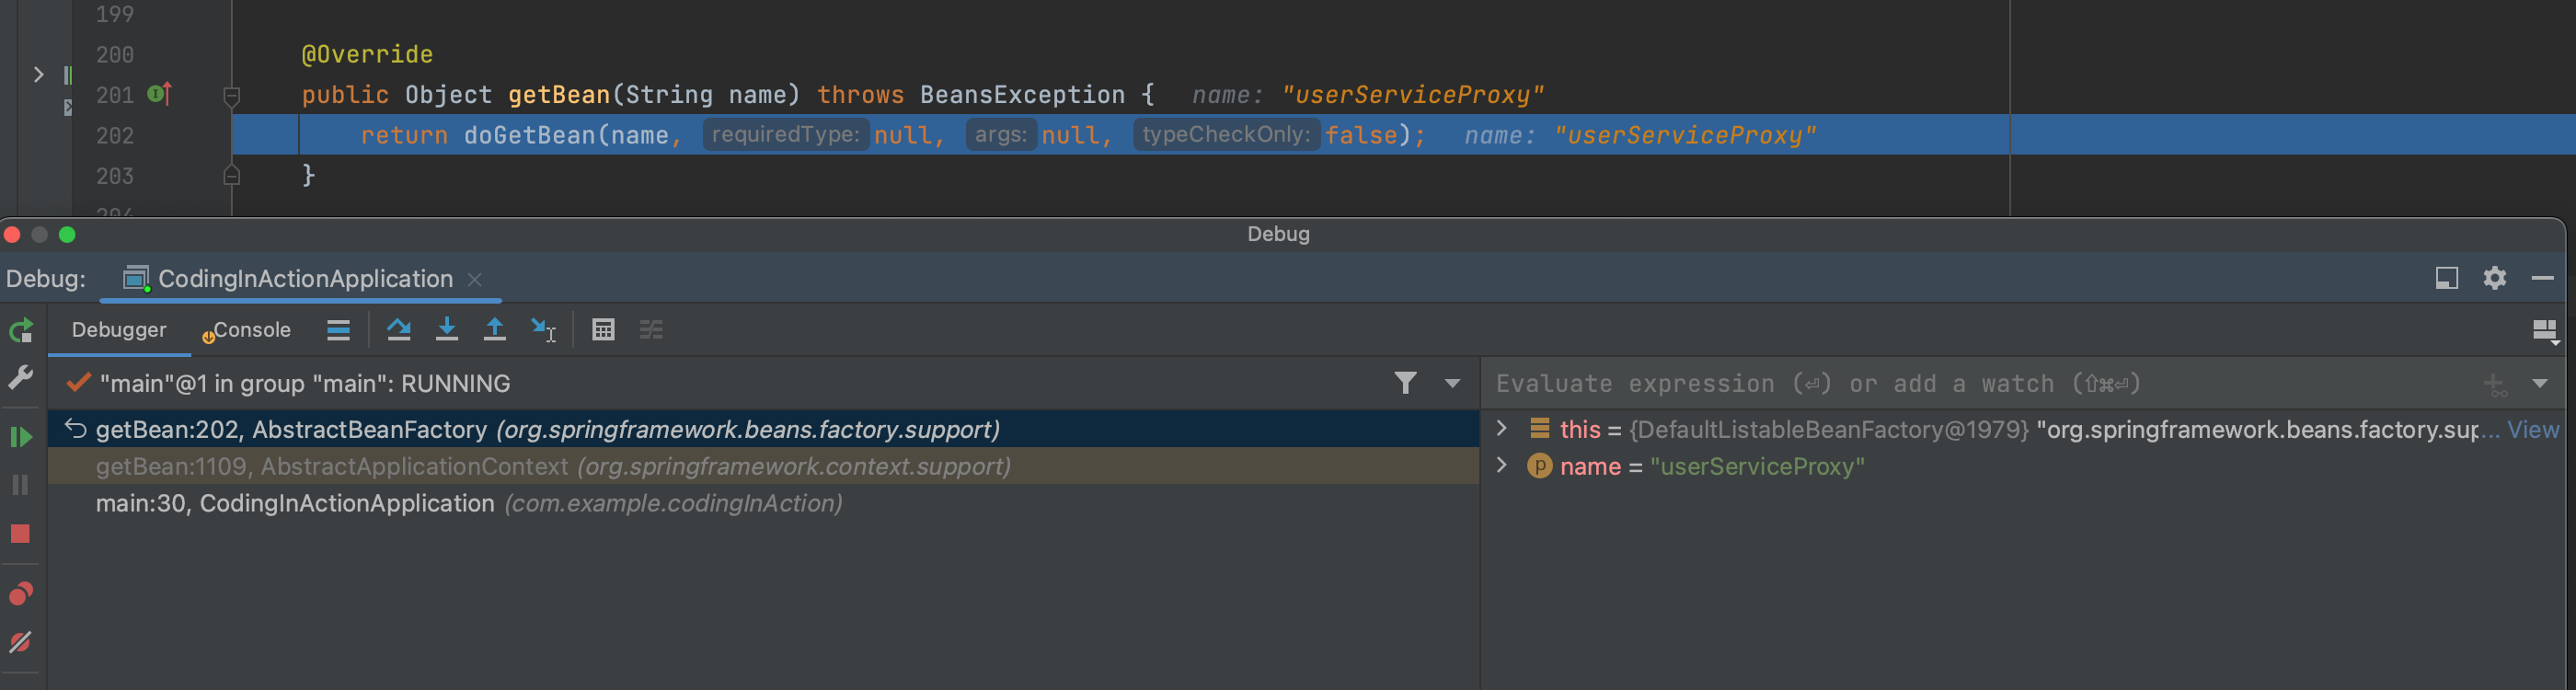 199
200 @Override
201 public Object getBean(String name) throws BeansException { name: "userServiceProxy"
202 return doGetBean(name, requiredType: null, args: null, typeCheckOnly: false); name: "userServiceProxy"
203 }
204
Debug
Debug: CodingInActionApplication
Debugger Console
"main"@1 in group "main": RUNNING
Evaluate expression (⏎) or add a watch (⇧⌘⏎)
getBean:202, AbstractBeanFactory (org.springframework.beans.factory.support)
this = {DefaultListableBeanFactory@1979} "org.springframework.beans.factory.sup... View
getBean:1109, AbstractApplicationContext (org.springframework.context.support)
name = "userServiceProxy"
main:30, CodingInActionApplication (com.example.codingInAction)